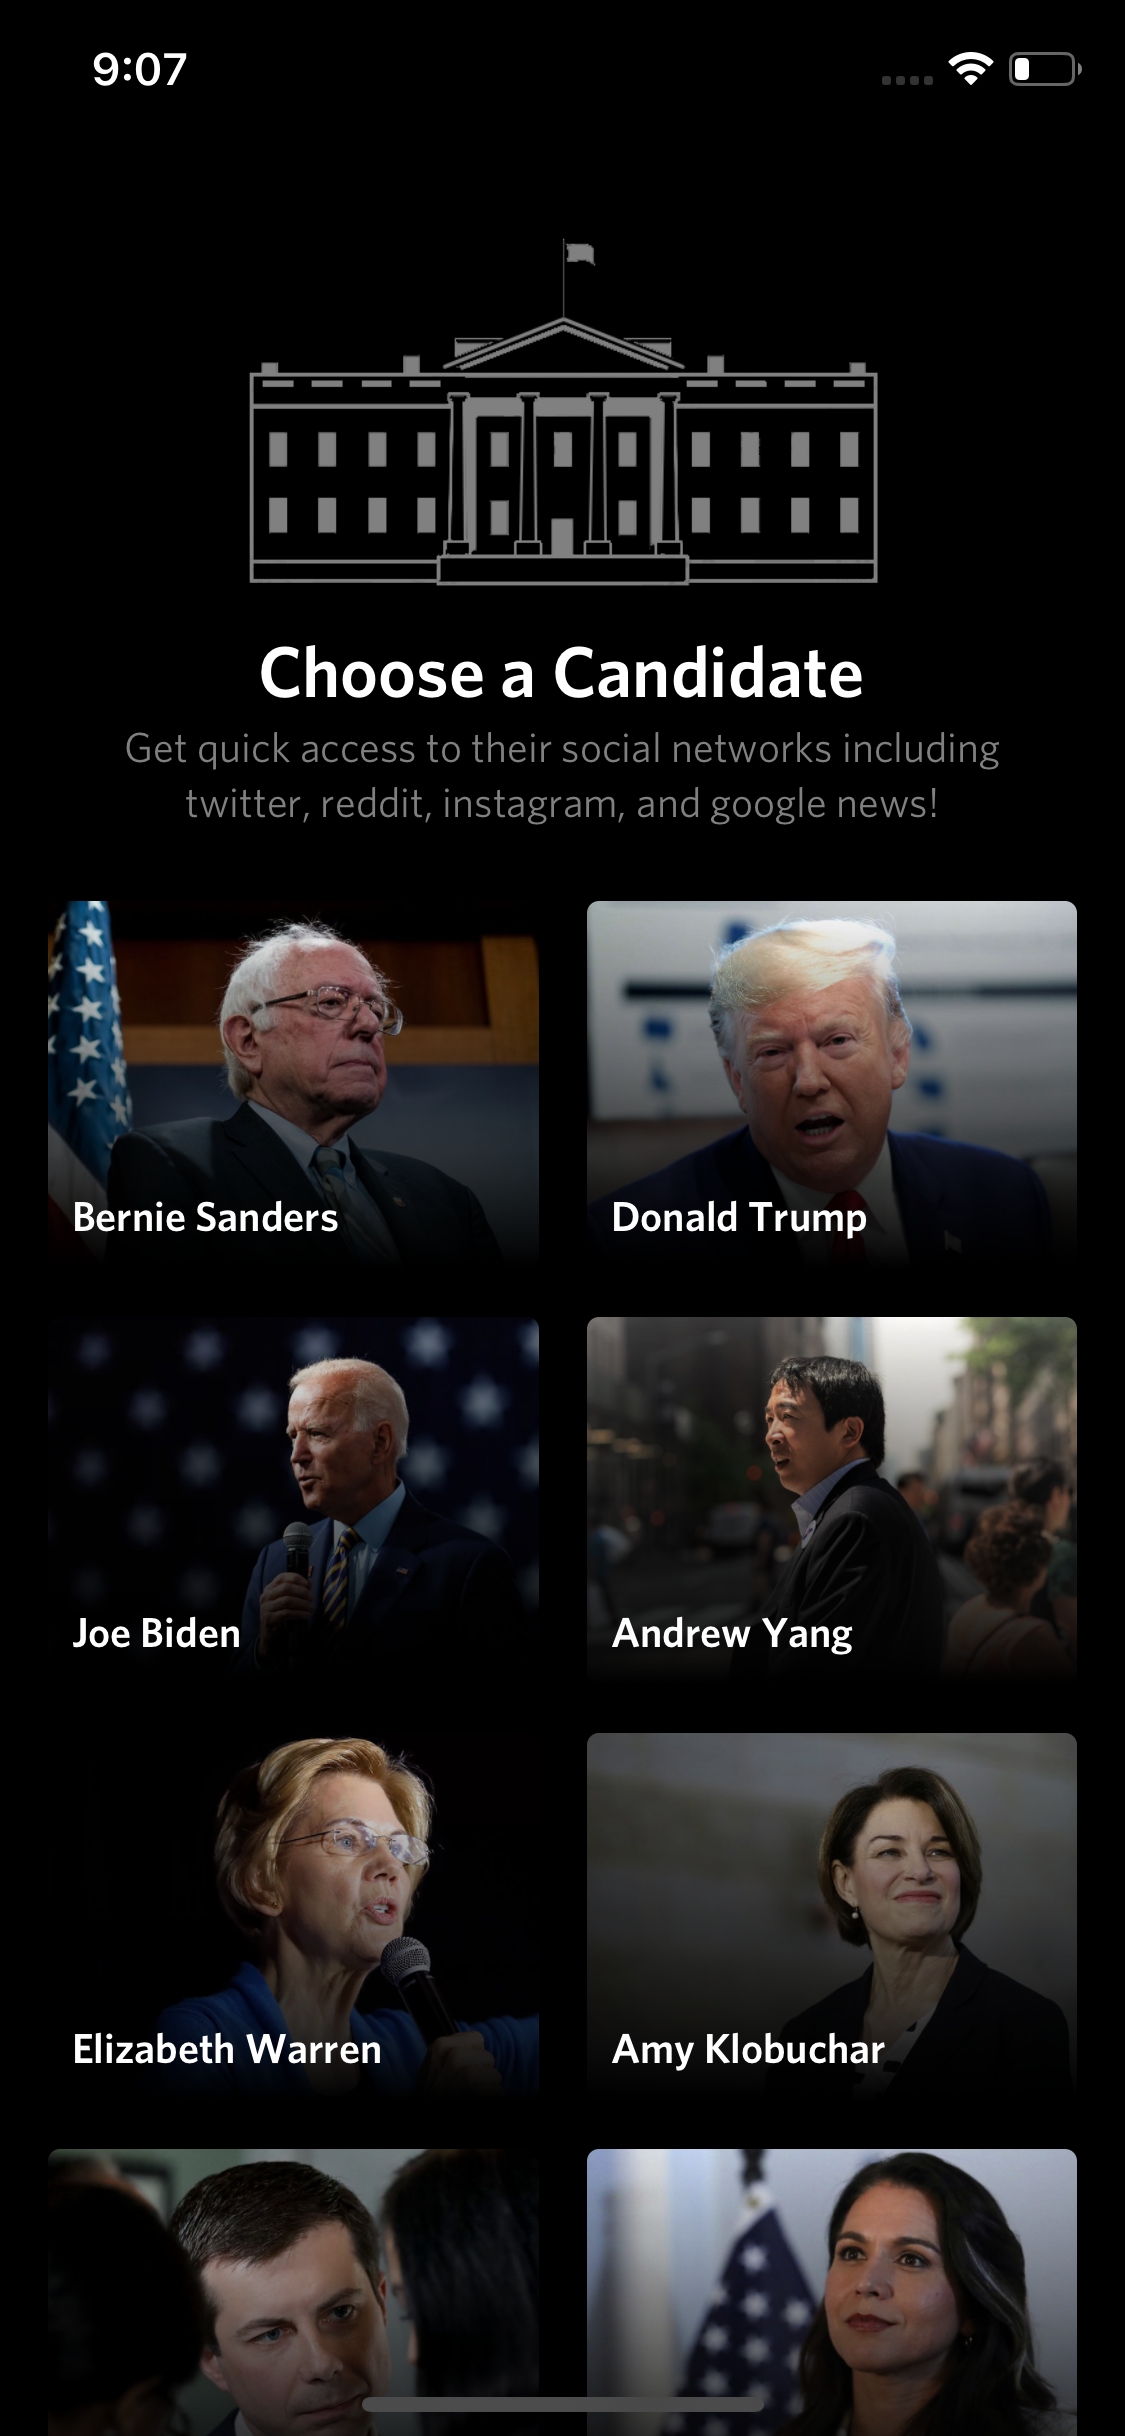 9:07
Choose a Candidate
Get quick access to their social networks including
twitter, reddit, instagram, and google news!
Bernie Sanders
Donald Trump
Joe Biden
Andrew Yang
Elizabeth Warren
Amy Klobuchar